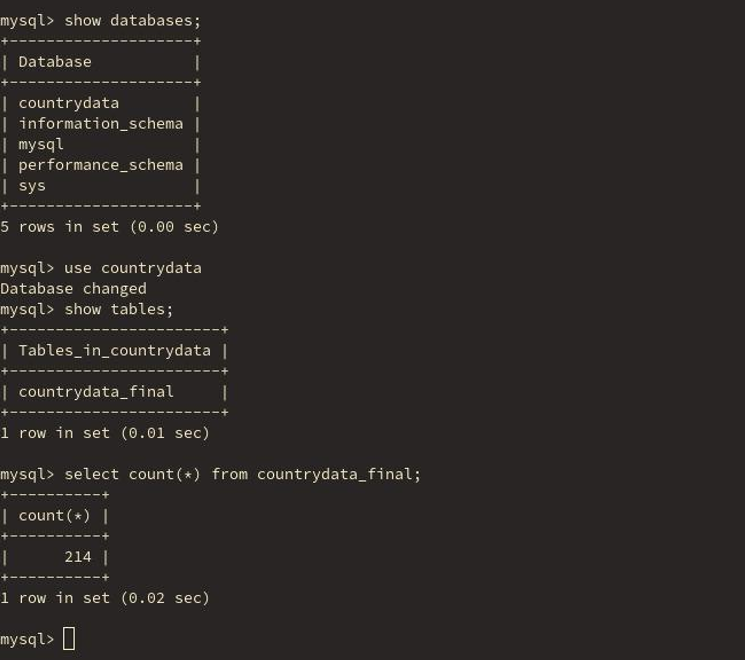 mysql> show databases;
+--------------------+
| Database           |
+--------------------+
| countrydata        |
| information_schema |
| mysql              |
| performance_schema |
| sys                |
+--------------------+
5 rows in set (0.00 sec)

mysql> use countrydata
Database changed
mysql> show tables;
+-----------------------+
| Tables_in_countrydata |
+-----------------------+
| countrydata_final     |
+-----------------------+
1 row in set (0.01 sec)

mysql> select count(*) from countrydata_final;
+----------+
| count(*) |
+----------+
|      214 |
+----------+
1 row in set (0.02 sec)

mysql>